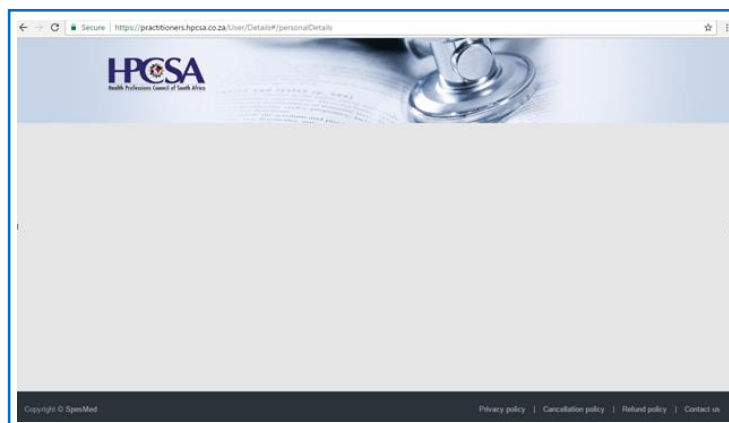 Secure | https://practitioners.hpcsa.co.za/User/Details#/personalDetails
HPCSA
Health Professions Council of South Africa
Copyright © SpesMed
Privacy policy | Cancellation policy | Refund policy | Contact us